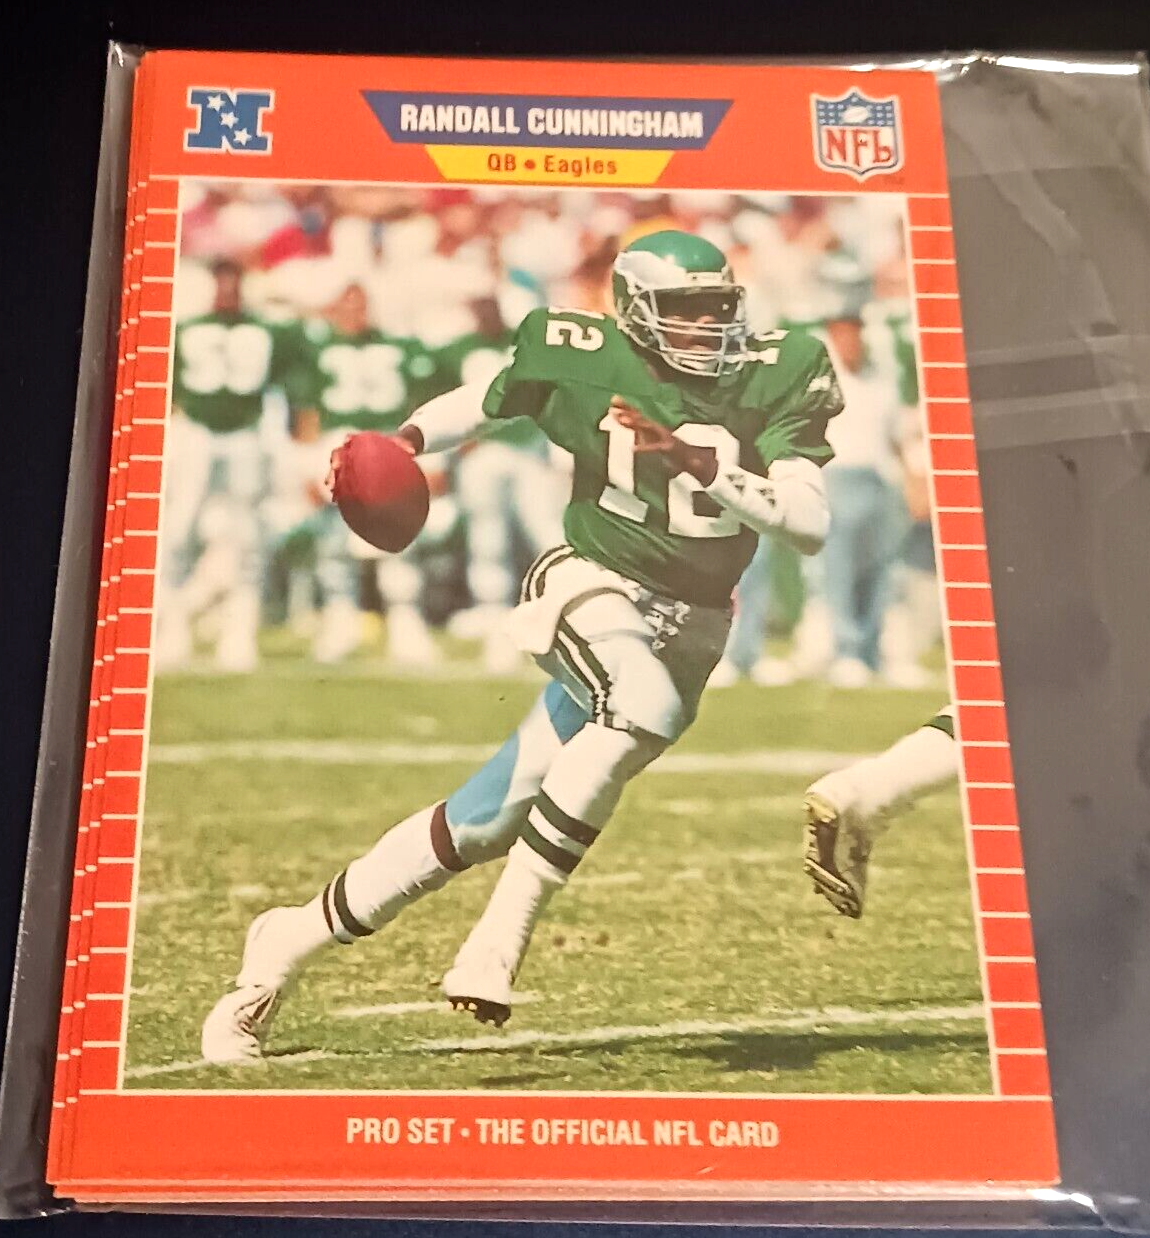 N
RANDALL CUNNINGHAM
QB • Eagles
NFL
12
12
59
35
PRO SET • THE OFFICIAL NFL CARD